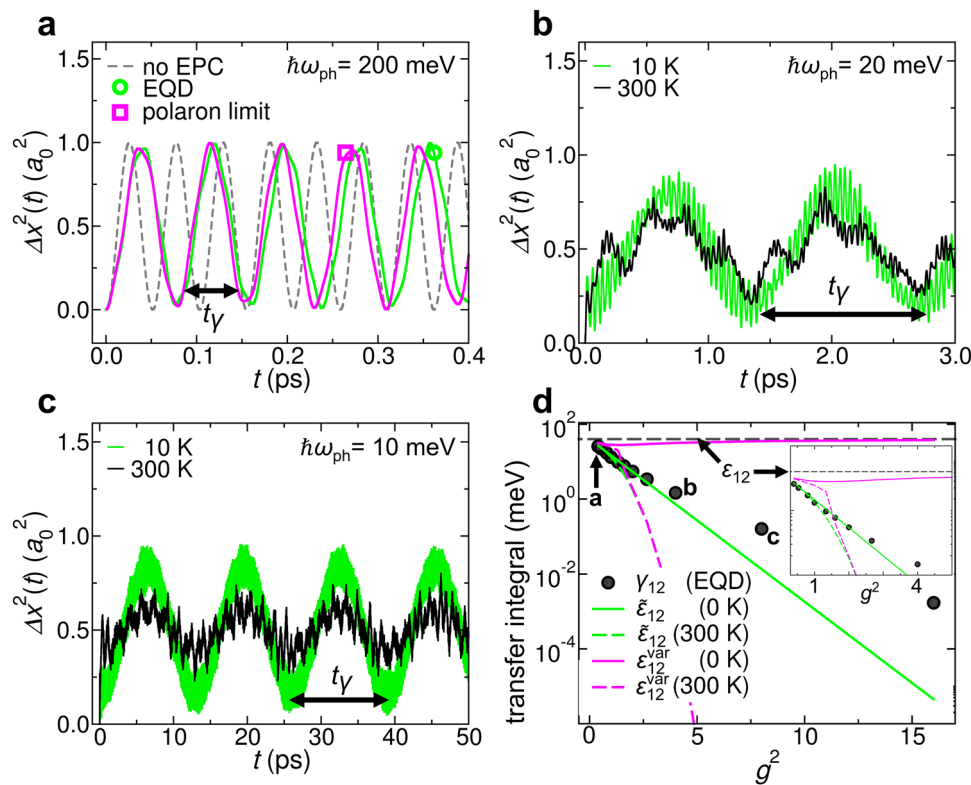 a
Δx²(t) (a₀²)
1.5
1.0
0.5
0.0
no EPC
EQD
polaron limit
ℏω_ph = 200 meV
t_γ
0.0 0.1 0.2 0.3 0.4
t (ps)
b
Δx²(t) (a₀²)
1.5
1.0
0.5
0.0
10 K
300 K
ℏω_ph = 20 meV
t_γ
0.0 1.0 2.0 3.0
t (ps)
c
Δx²(t) (a₀²)
1.5
1.0
0.5
0.0
10 K
300 K
ℏω_ph = 10 meV
t_γ
0 10 20 30 40 50
t (ps)
d
transfer integral (meV)
10²
10⁰
10⁻²
10⁻⁴
a
b
c
ε₁₂
1 g² 4
γ₁₂ (EQD)
ε̃₁₂ (0 K)
ε̃₁₂ (300 K)
ε₁₂^var (0 K)
ε₁₂^var (300 K)
0 5 10 15
g²